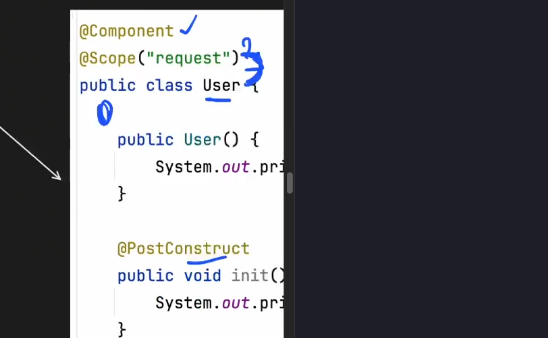 @Component
@Scope("request")
public class User {
public User() {
System.out.pri
}
@PostConstruct
public void init()
System.out.pri
}